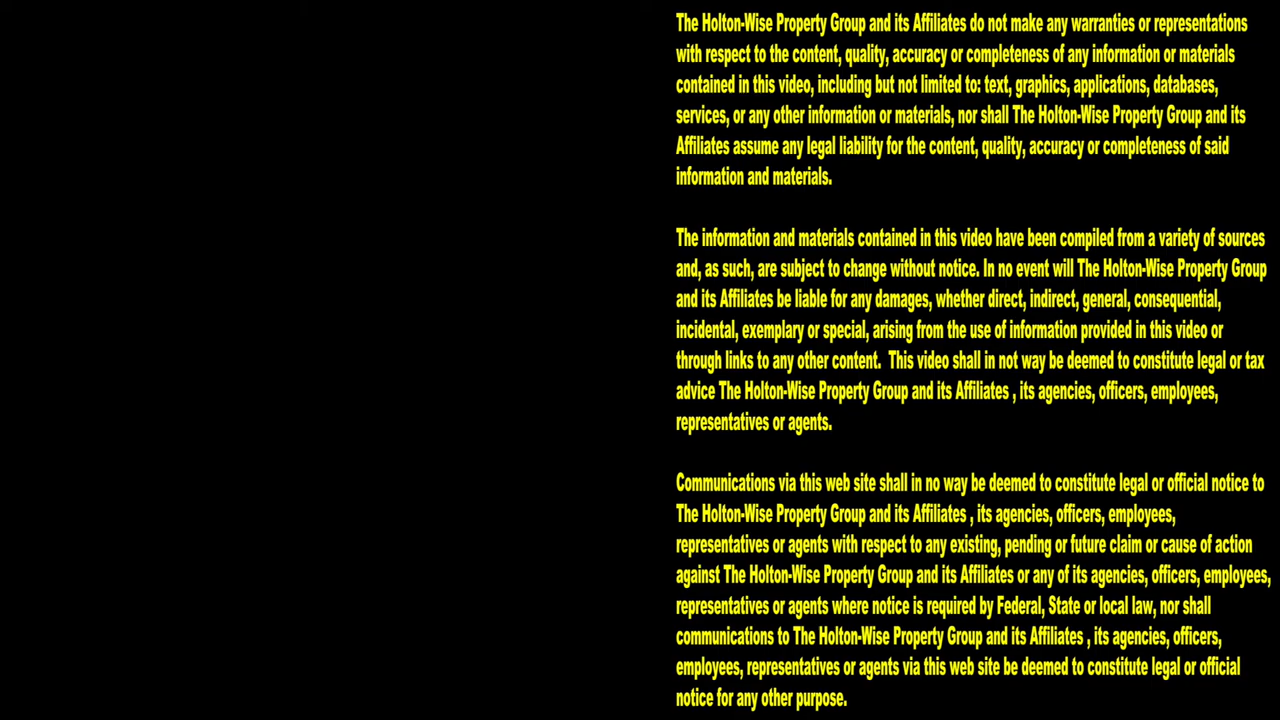 The Holton-Wise Property Group and its Affiliates do not make any warranties or representations
with respect to the content, quality, accuracy or completeness of any information or materials
contained in this video, including but not limited to: text, graphics, applications, databases,
services, or any other information or materials, nor shall The Holton-Wise Property Group and its
Affiliates assume any legal liability for the content, quality, accuracy or completeness of said
information and materials.
The information and materials contained in this video have been compiled from a variety of sources
and, as such, are subject to change without notice. In no event will The Holton-Wise Property Group
and its Affiliates be liable for any damages, whether direct, indirect, general, consequential,
incidental, exemplary or special, arising from the use of information provided in this video or
through links to any other content.  This video shall in not way be deemed to constitute legal or tax
advice The Holton-Wise Property Group and its Affiliates , its agencies, officers, employees,
representatives or agents.
Communications via this web site shall in no way be deemed to constitute legal or official notice to
The Holton-Wise Property Group and its Affiliates , its agencies, officers, employees,
representatives or agents with respect to any existing, pending or future claim or cause of action
against The Holton-Wise Property Group and its Affiliates or any of its agencies, officers, employees,
representatives or agents where notice is required by Federal, State or local law, nor shall
communications to The Holton-Wise Property Group and its Affiliates , its agencies, officers,
employees, representatives or agents via this web site be deemed to constitute legal or official
notice for any other purpose.